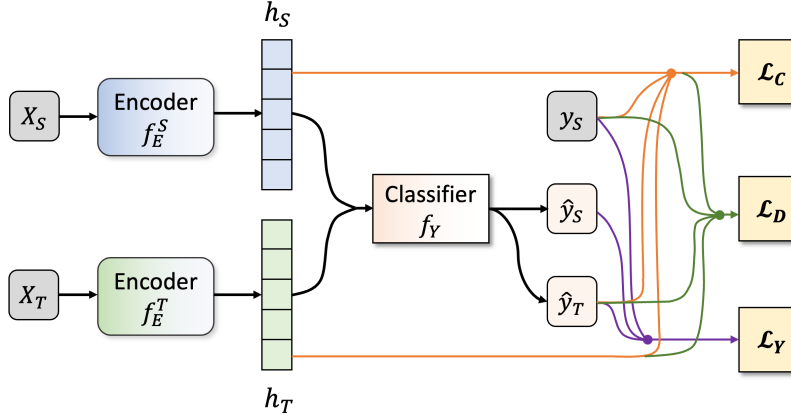 h_S
X_S
Encoder
f_E^S
y_S
ℒ_C
Classifier
f_Y
ŷ_S
ℒ_D
X_T
Encoder
f_E^T
ŷ_T
ℒ_Y
h_T